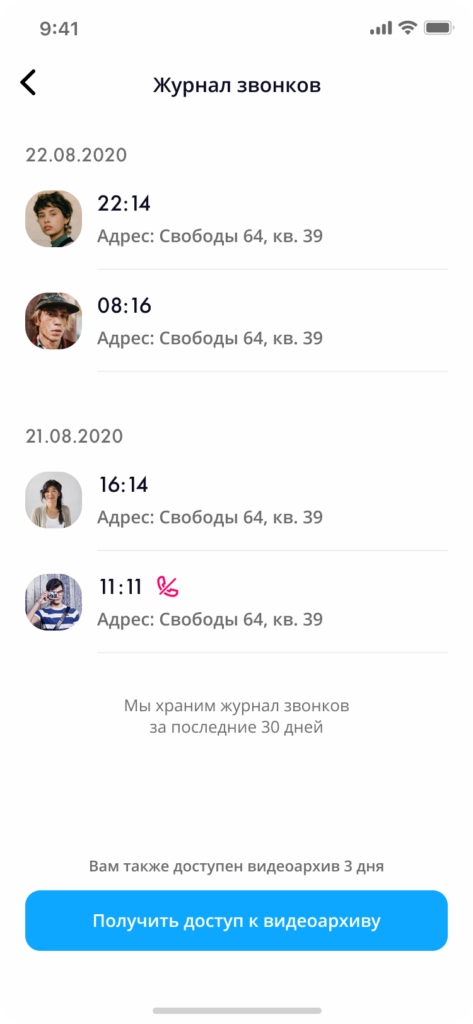 9:41
Журнал звонков
22.08.2020
22:14
Адрес: Свободы 64, кв. 39
08:16
Адрес: Свободы 64, кв. 39
21.08.2020
16:14
Адрес: Свободы 64, кв. 39
11:11
Адрес: Свободы 64, кв. 39
Мы храним журнал звонков
за последние 30 дней
Вам также доступен видеоархив 3 дня
Получить доступ к видеоархиву